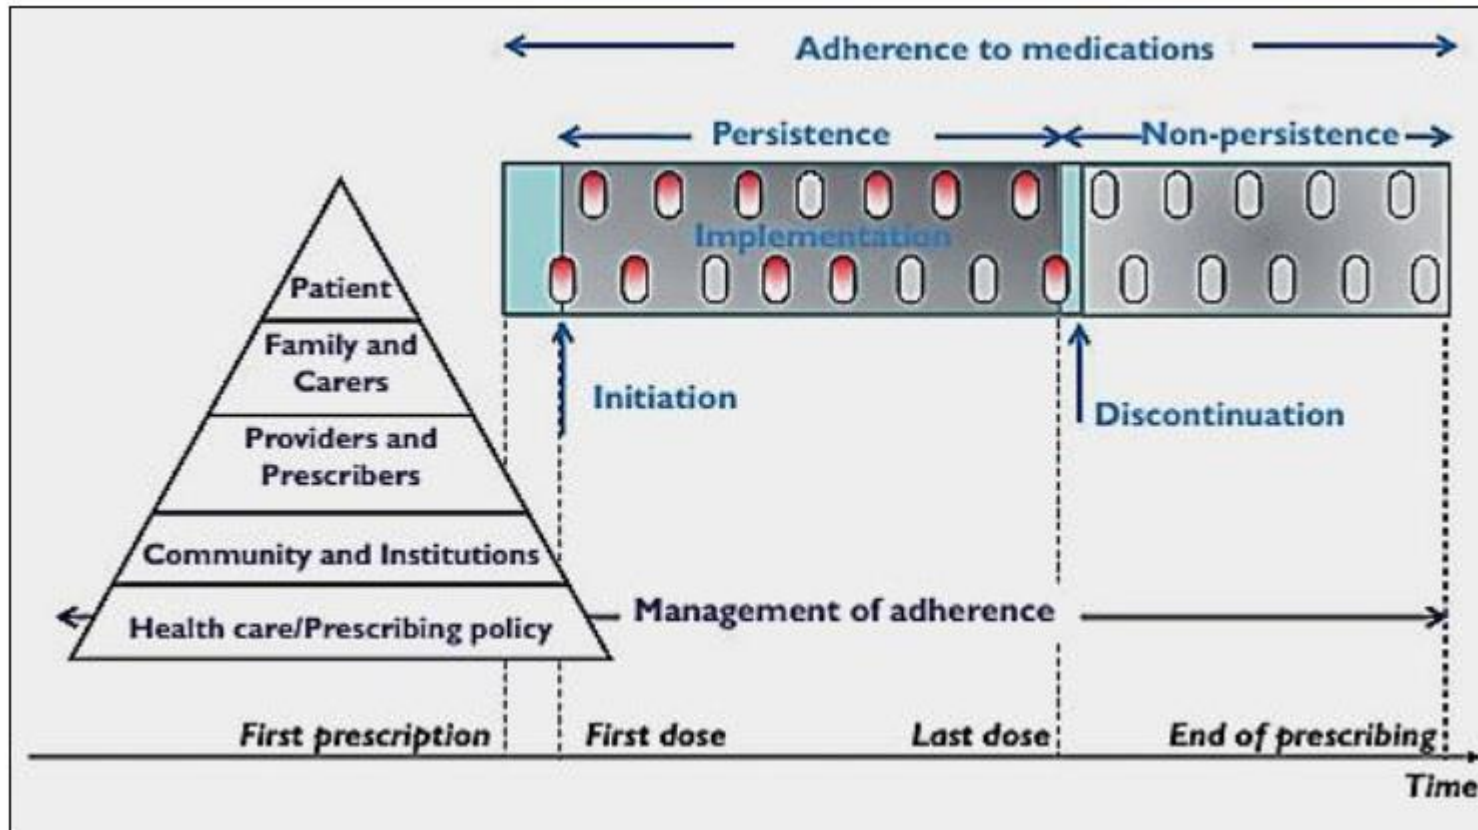 Adherence to medications
Persistence
Non-persistence
Implementation
Initiation
Discontinuation
Patient
Family and
Carers
Providers and
Prescribers
Community and Institutions
Health care/Prescribing policy
Management of adherence
First prescription
First dose
Last dose
End of prescribing
Time